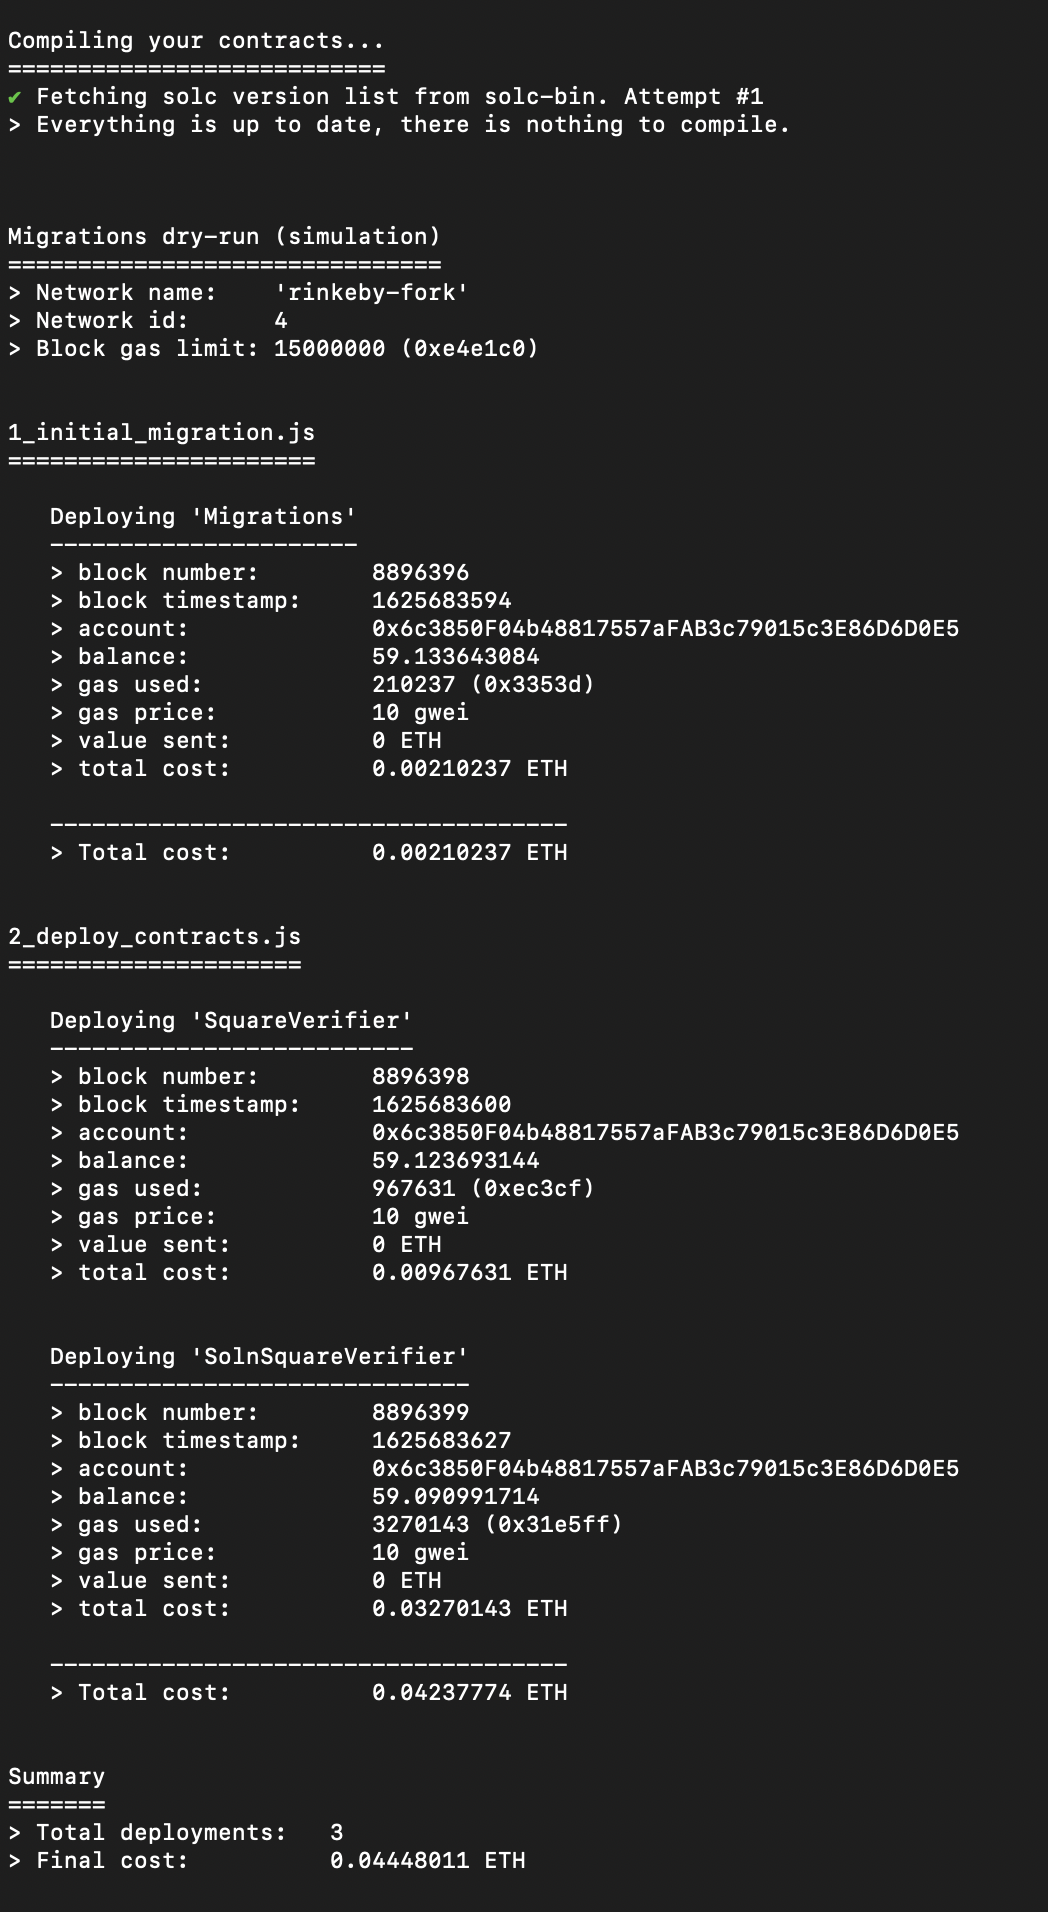 Compiling your contracts...
===========================
✔ Fetching solc version list from solc-bin. Attempt #1
> Everything is up to date, there is nothing to compile.
Migrations dry-run (simulation)
===============================
> Network name:    'rinkeby-fork'
> Network id:      4
> Block gas limit: 15000000 (0xe4e1c0)
1_initial_migration.js
======================
   Deploying 'Migrations'
   ----------------------
   > block number:        8896396
   > block timestamp:     1625683594
   > account:             0x6c3850F04b48817557aFAB3c79015c3E86D6D0E5
   > balance:             59.133643084
   > gas used:            210237 (0x3353d)
   > gas price:           10 gwei
   > value sent:          0 ETH
   > total cost:          0.00210237 ETH
   -------------------------------------
   > Total cost:          0.00210237 ETH
2_deploy_contracts.js
=====================
   Deploying 'SquareVerifier'
   --------------------------
   > block number:        8896398
   > block timestamp:     1625683600
   > account:             0x6c3850F04b48817557aFAB3c79015c3E86D6D0E5
   > balance:             59.123693144
   > gas used:            967631 (0xec3cf)
   > gas price:           10 gwei
   > value sent:          0 ETH
   > total cost:          0.00967631 ETH
   Deploying 'SolnSquareVerifier'
   ------------------------------
   > block number:        8896399
   > block timestamp:     1625683627
   > account:             0x6c3850F04b48817557aFAB3c79015c3E86D6D0E5
   > balance:             59.090991714
   > gas used:            3270143 (0x31e5ff)
   > gas price:           10 gwei
   > value sent:          0 ETH
   > total cost:          0.03270143 ETH
   -------------------------------------
   > Total cost:          0.04237774 ETH
Summary
=======
> Total deployments:   3
> Final cost:          0.04448011 ETH